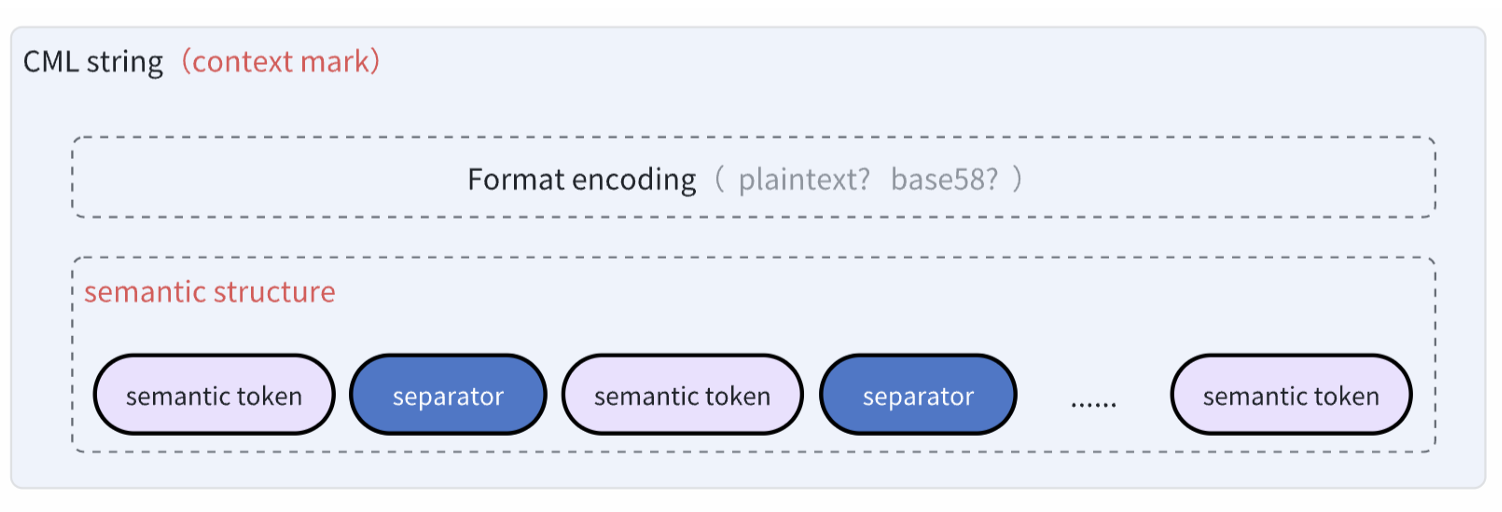 CML string（context mark）
Format encoding（ plaintext? base58? ）
semantic structure
semantic token separator semantic token separator ...... semantic token